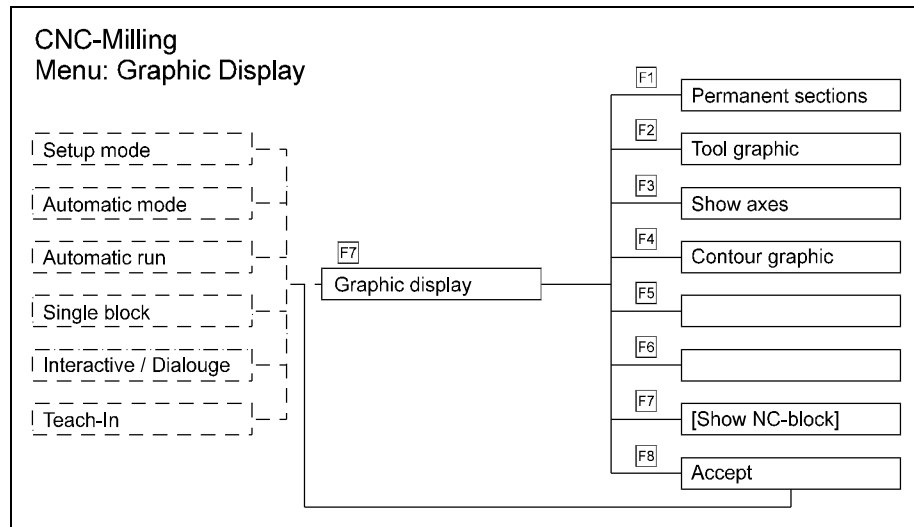 CNC-Milling
Menu: Graphic Display
Setup mode
Automatic mode
Automatic run
Single block
Interactive / Dialouge
Teach-In
F7
Graphic display
F1
Permanent sections
F2
Tool graphic
F3
Show axes
F4
Contour graphic
F5
F6
F7
[Show NC-block]
F8
Accept